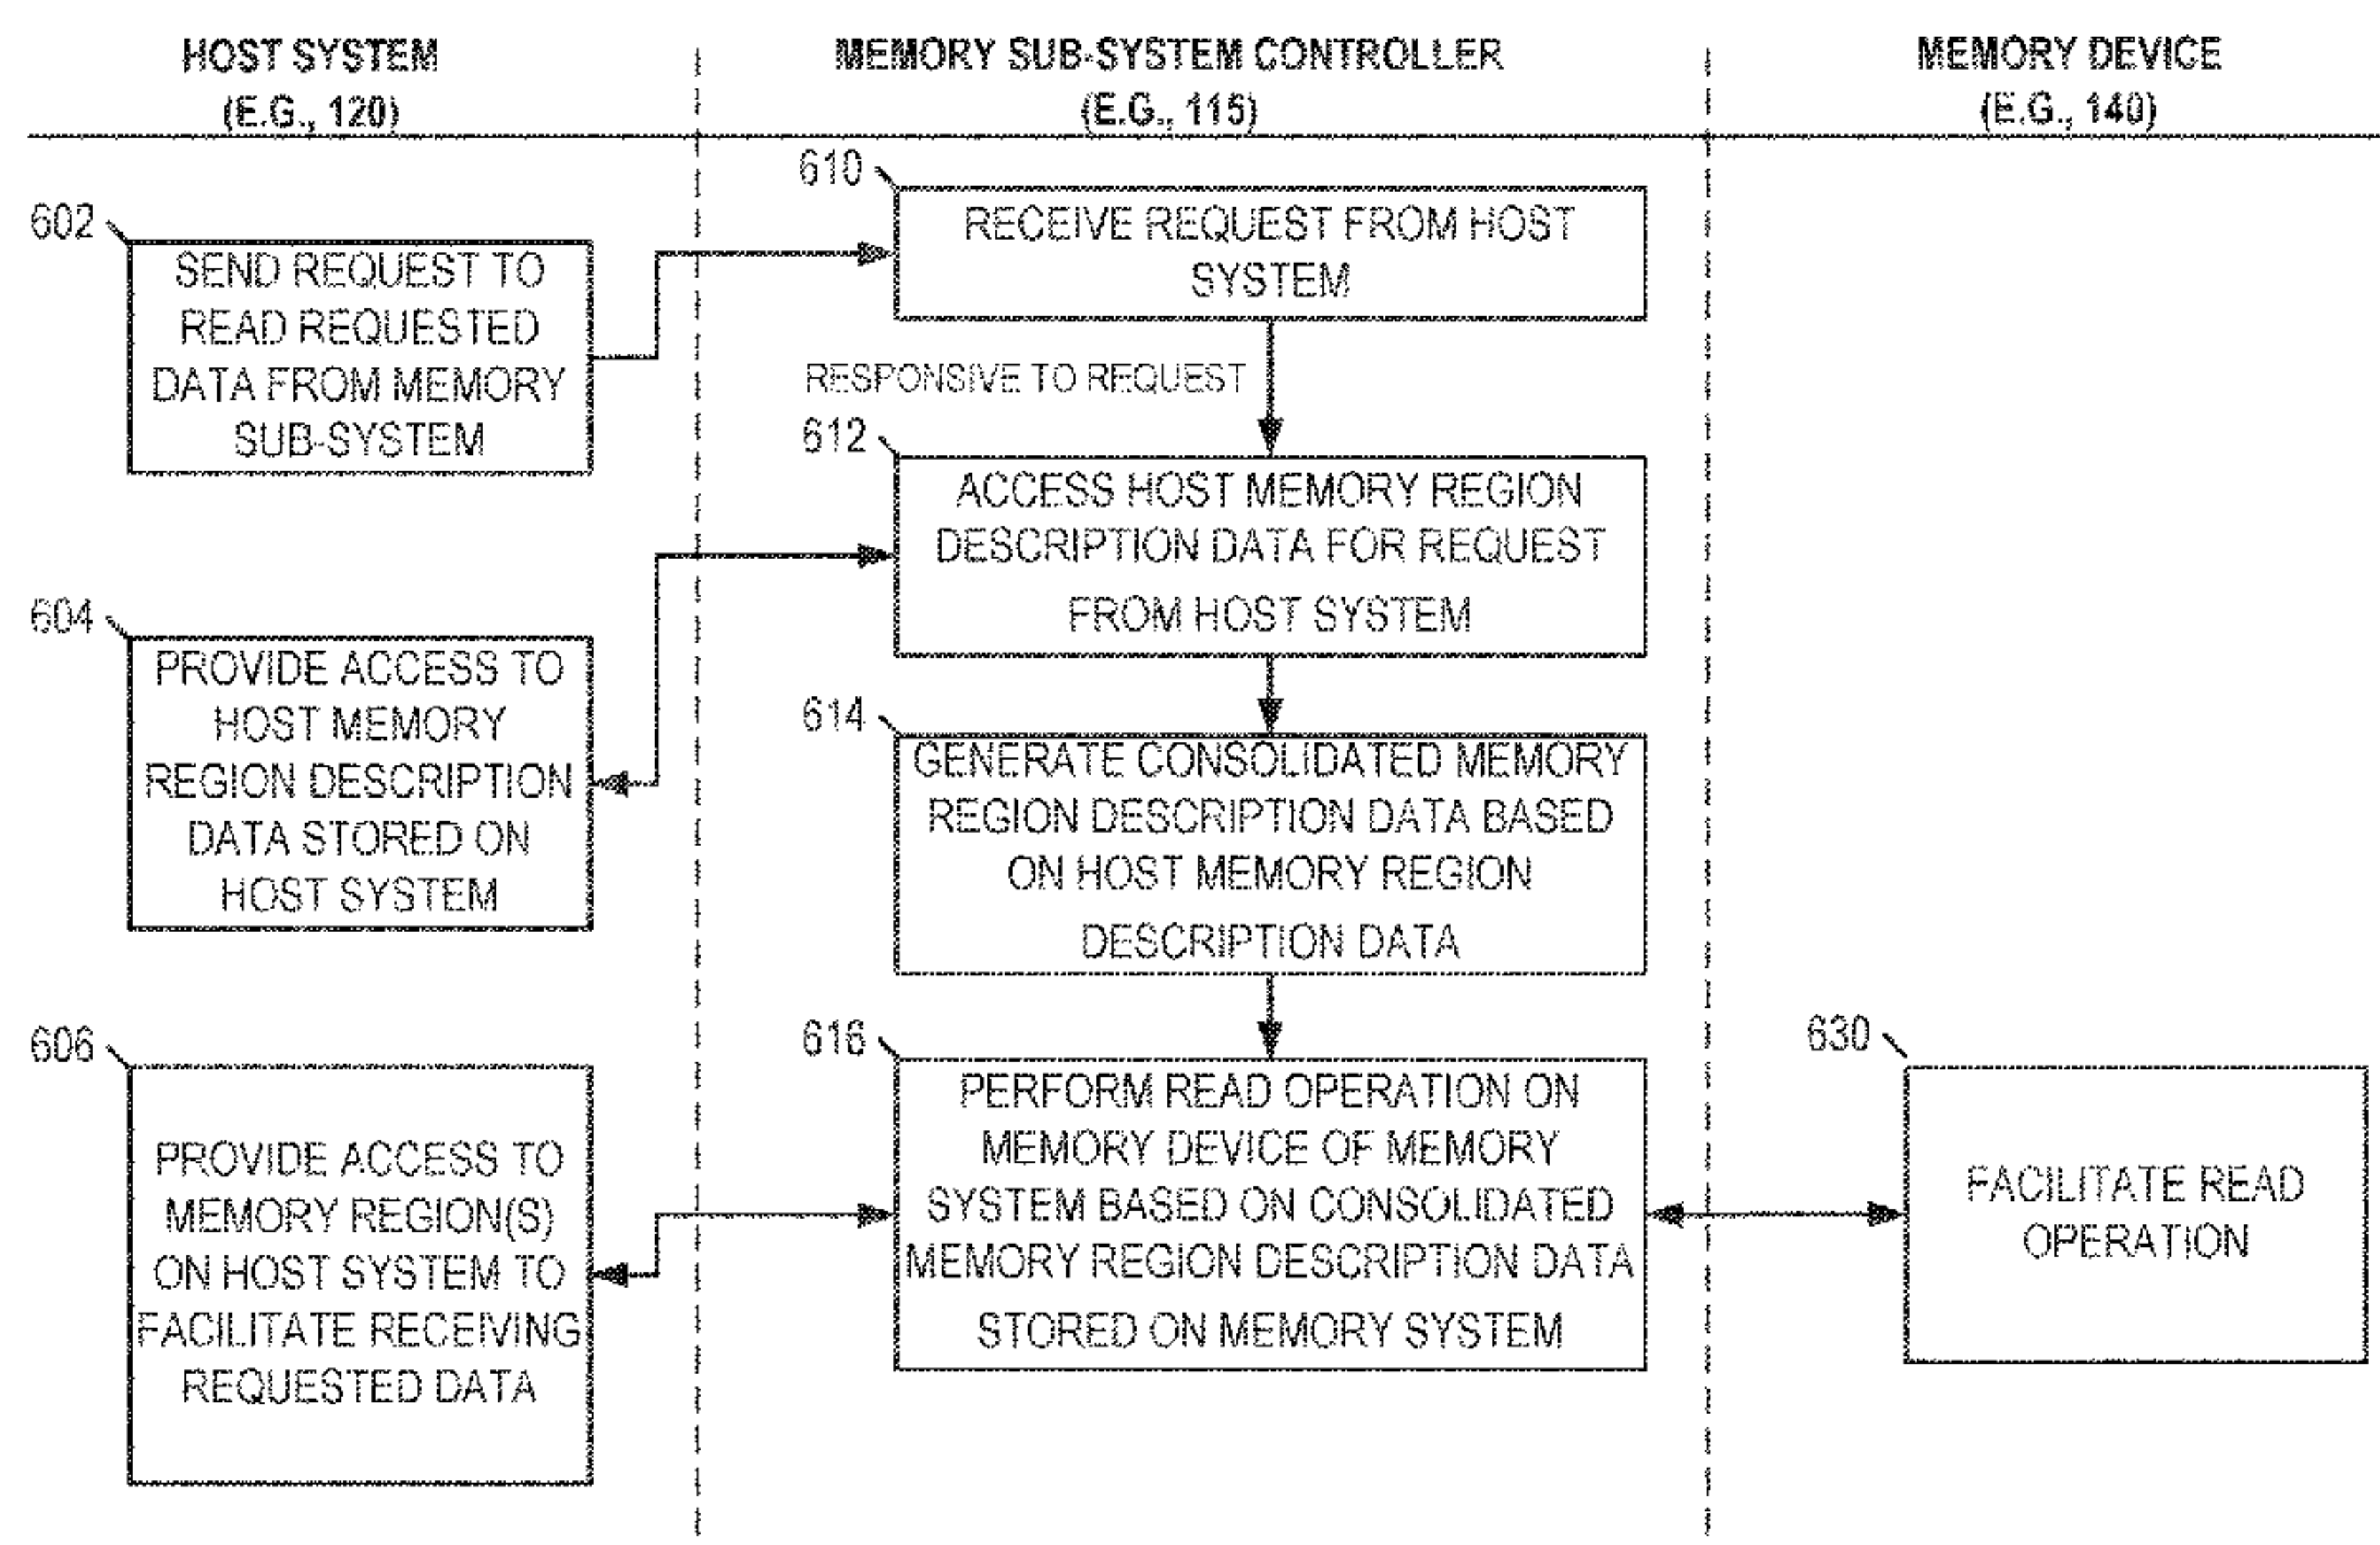 HOST SYSTEM
(E.G., 120)
MEMORY SUB-SYSTEM CONTROLLER
(E.G., 115)
MEMORY DEVICE
(E.G., 140)
602
SEND REQUEST TO
READ REQUESTED
DATA FROM MEMORY
SUB-SYSTEM
610
RECEIVE REQUEST FROM HOST
SYSTEM
RESPONSIVE TO REQUEST
612
ACCESS HOST MEMORY REGION
DESCRIPTION DATA FOR REQUEST
FROM HOST SYSTEM
604
PROVIDE ACCESS TO
HOST MEMORY
REGION DESCRIPTION
DATA STORED ON
HOST SYSTEM
614
GENERATE CONSOLIDATED MEMORY
REGION DESCRIPTION DATA BASED
ON HOST MEMORY REGION
DESCRIPTION DATA
606
PROVIDE ACCESS TO
MEMORY REGION(S)
ON HOST SYSTEM TO
FACILITATE RECEIVING
REQUESTED DATA
616
PERFORM READ OPERATION ON
MEMORY DEVICE OF MEMORY
SYSTEM BASED ON CONSOLIDATED
MEMORY REGION DESCRIPTION DATA
STORED ON MEMORY SYSTEM
630
FACILITATE READ
OPERATION